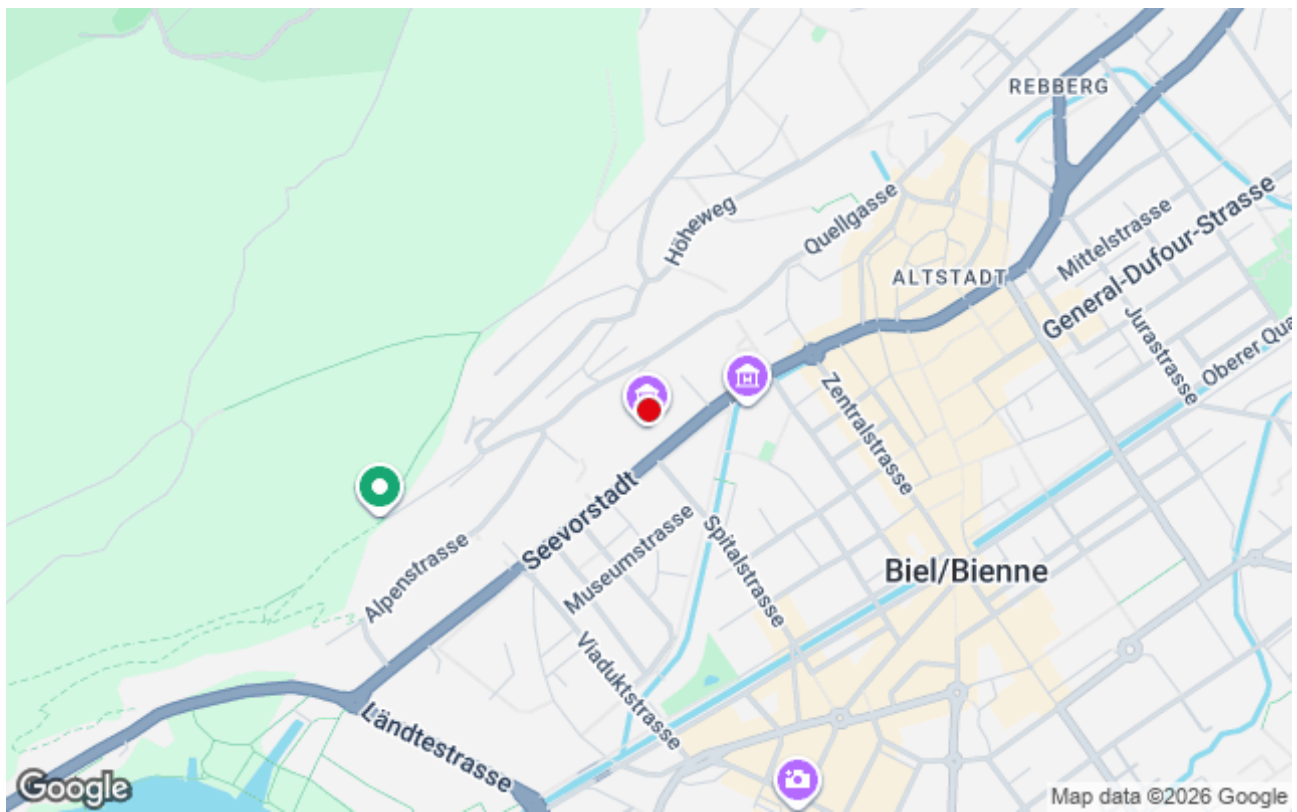 REBBERG
Höheweg
Quellgasse
Mittelstrasse
General-Dufour-Strasse
ALTSTADT
Jurastrasse
Oberer Qua
Zentralstrasse
Seevorstadt
Museumstrasse
Spitalstrasse
Alpenstrasse
Biel/Bienne
Viaduktstrasse
Ländtestrasse
Google
Map data ©2026 Google